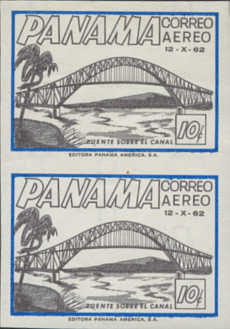 PANAMA CORREO
AEREO
12-X-62
PUENTE SOBRE EL CANAL
10¢
EDITORA PANAMA AMERICA, S.A.
PANAMA CORREO
AEREO
12-X-62
PUENTE SOBRE EL CANAL
10¢
EDITORA PANAMA AMERICA, S.A.